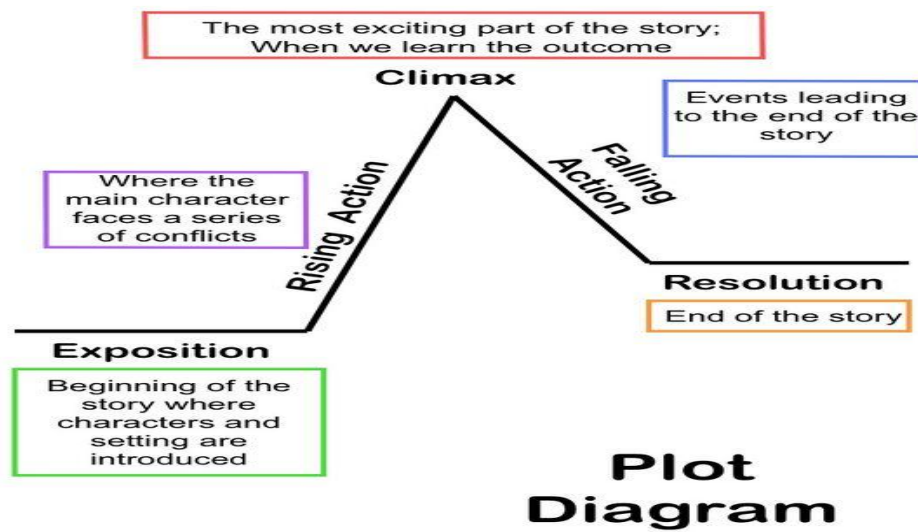 The most exciting part of the story;
When we learn the outcome
Climax
Events leading
to the end of the
story
Falling
Action
Where the
main character
faces a series
of conflicts
Rising Action
Resolution
End of the story
Exposition
Beginning of the
story where
characters and
setting are
introduced
Plot
Diagram